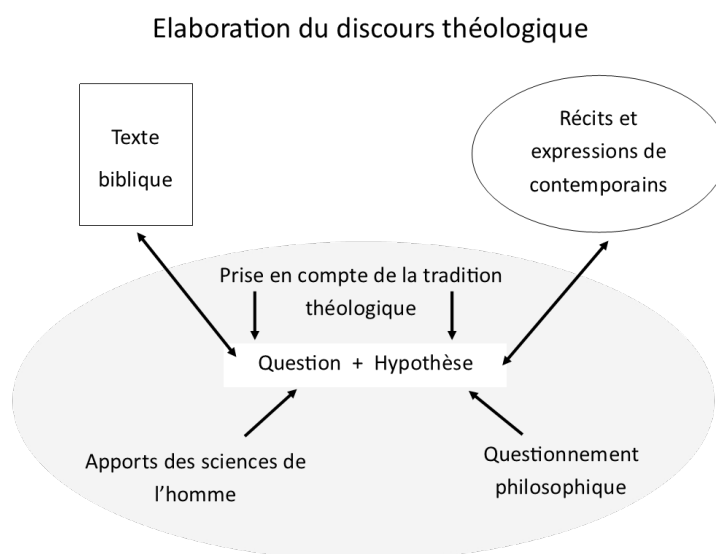 Elaboration du discours théologique
Texte
biblique
Récits et
expressions de
contemporains
Prise en compte de la tradition
théologique
Question + Hypothèse
Apports des sciences de
l’homme
Questionnement
philosophique